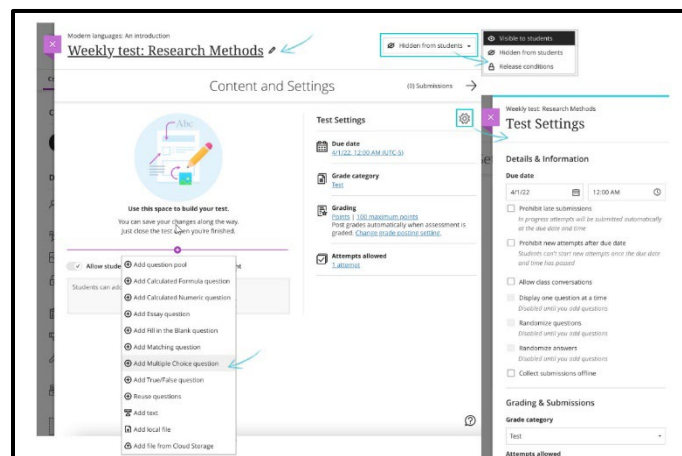 Modern languages: An introduction
Weekly test: Research Methods
Hidden from students
Visible to students
Hidden from students
Release conditions
Content and Settings
(0) Submissions
Abc
Use this space to build your test.
You can save your changes along the way.
Just close the test when you're finished.
Allow stude
Students can add
Add question pool
Add Calculated Formula question
Add Calculated Numeric question
Add Essay question
Add Fill in the Blank question
Add Matching question
Add Multiple Choice question
Add True/False question
Reuse questions
Add text
Add local file
Add file from Cloud Storage
Test Settings
Due date
4/1/22, 12:00 AM (UTC-5)
Grade category
Test
Grading
Points | 100 maximum points
Post grades automatically when assessment is
graded. Change grade posting setting.
Attempts allowed
1 attempt
Weekly test: Research Methods
Test Settings
Details & Information
Due date
4/1/22
12:00 AM
Prohibit late submissions
In progress attempts will be submitted automatically
at the due date and time
Prohibit new attempts after due date
Students can't start new attempts once the due date
and time has passed
Allow class conversations
Display one question at a time
Disabled until you add questions
Randomize questions
Disabled until you add questions
Randomize answers
Disabled until you add questions
Collect submissions offline
Grading & Submissions
Grade category
Test
Attempts allowed